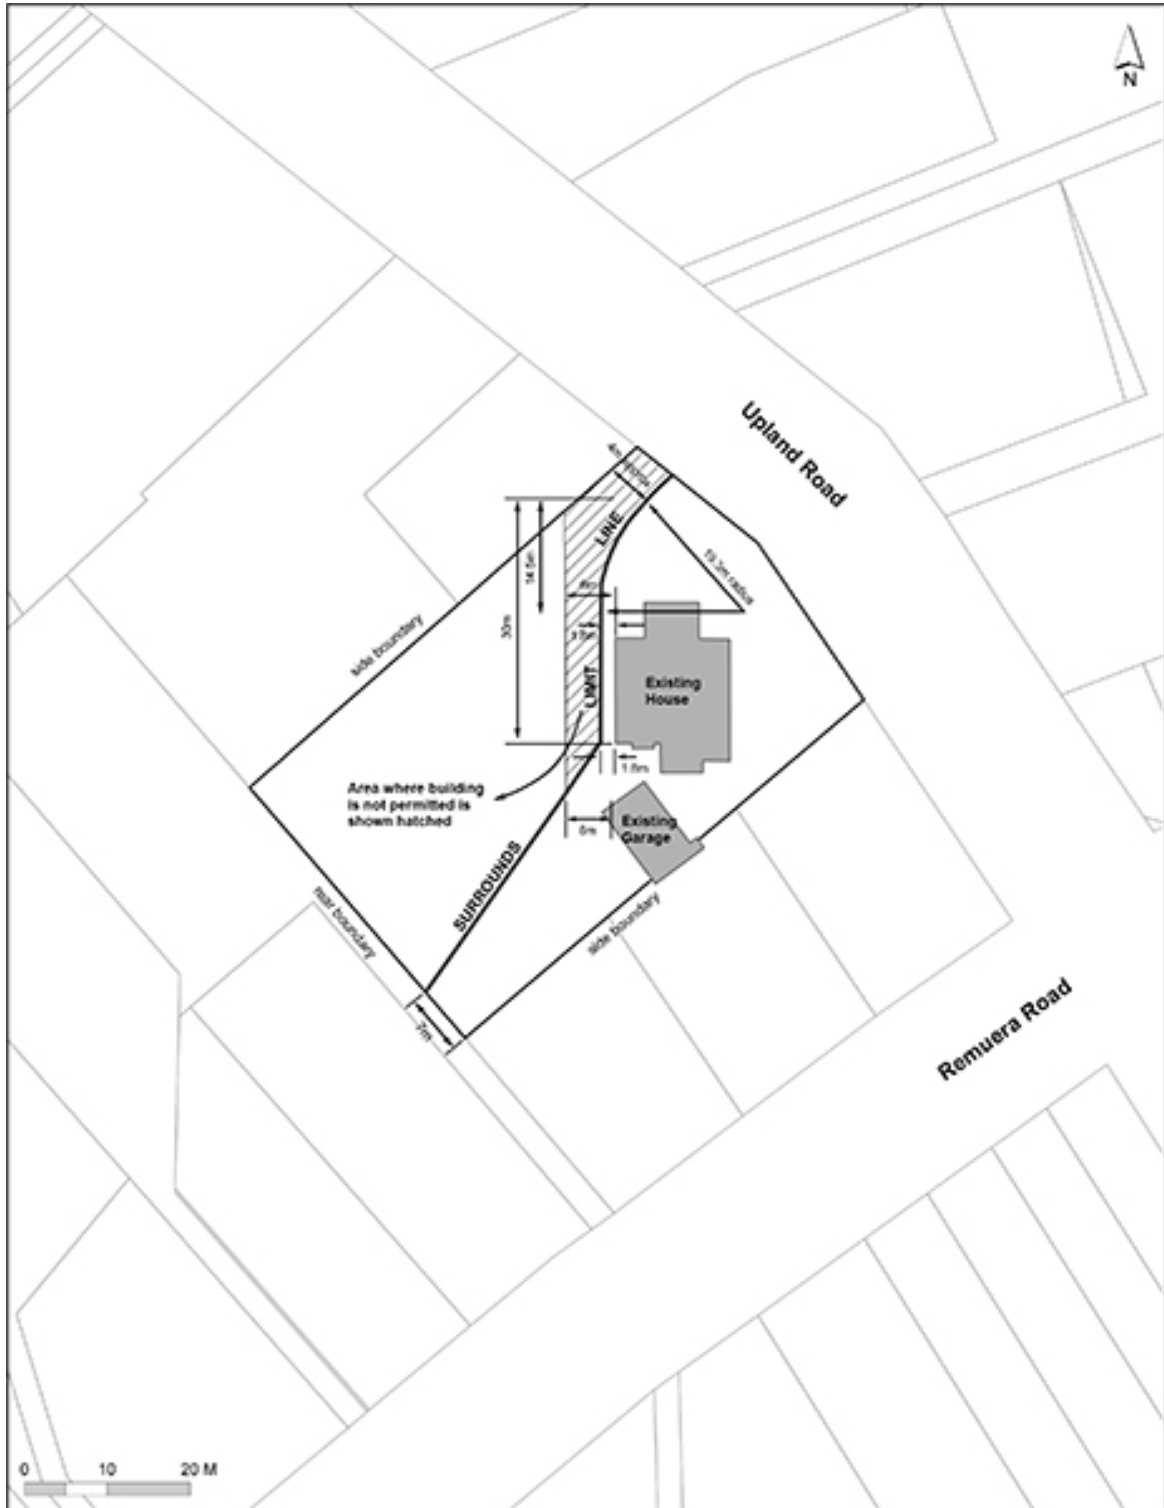 N
Upland Road
LINE
14.5m
19.3m radius
30m
side boundary
LIMIT
Existing
House
1.8m
Area where building
is not permitted is
shown hatched
6m
Existing
Garage
SURROUNDS
rear boundary
side boundary
7m
Remuera Road
0 10 20 M